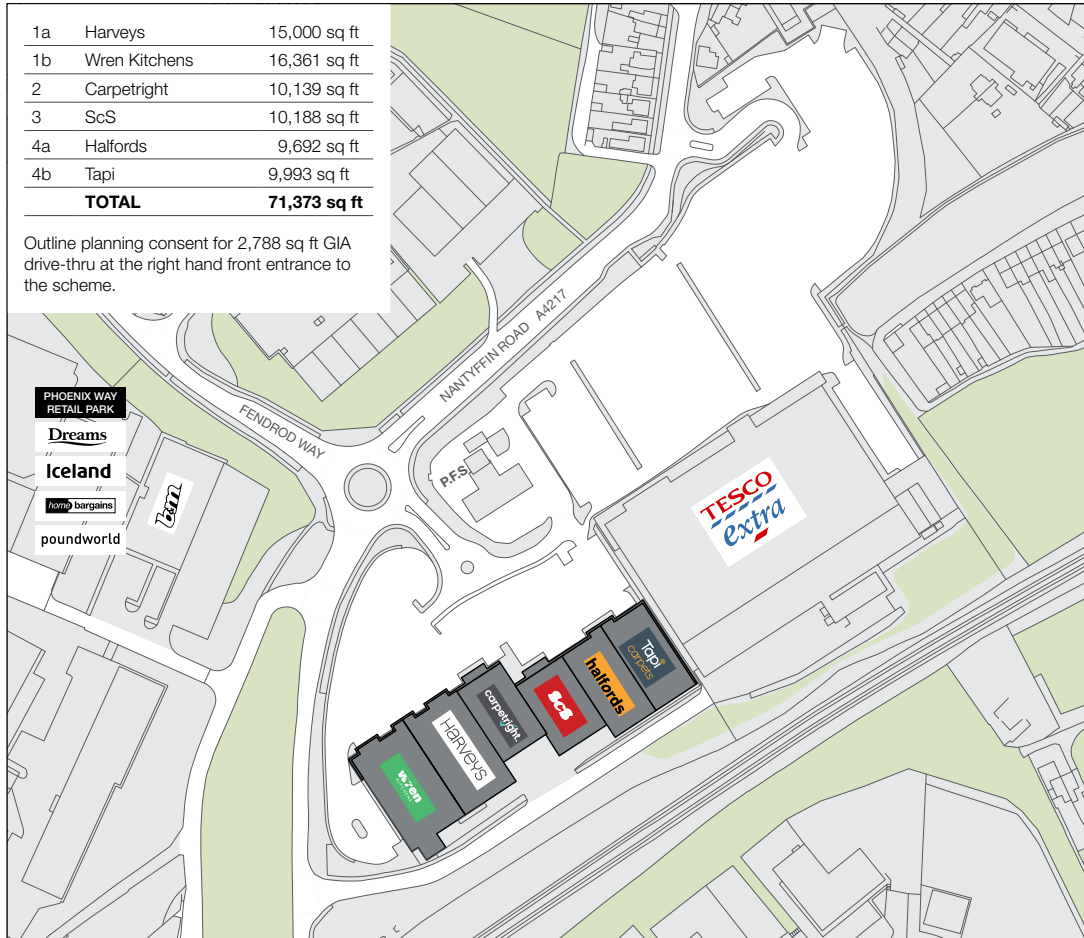 1a Harveys 15,000 sq ft
1b Wren Kitchens 16,361 sq ft
2 Carpetright 10,139 sq ft
3 ScS 10,188 sq ft
4a Halfords 9,692 sq ft
4b Tapi 9,993 sq ft
TOTAL 71,373 sq ft
Outline planning consent for 2,788 sq ft GIA
drive-thru at the right hand front entrance to
the scheme.
NANTYFFIN ROAD A4217
FENDROD WAY
PHOENIX WAY
RETAIL PARK
Dreams
Iceland
home bargains
poundworld
b&m
P.F.S.
TESCO
extra
Tapi
carpets
halfords
ScS
carpetright.
HARVEYS
wren
KITCHENS